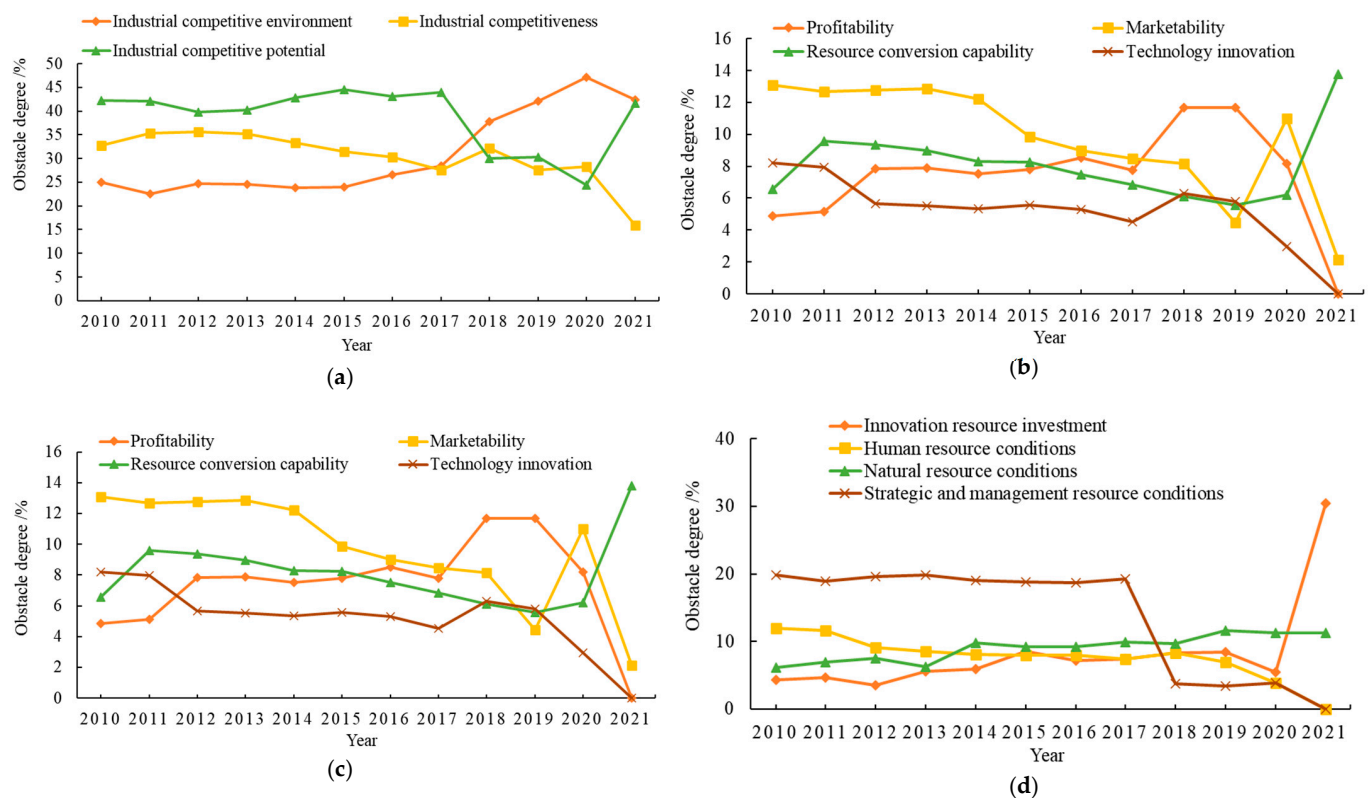 Industrial competitive environment Industrial competitiveness
Industrial competitive potential
Obstacle degree /%
50
45
40
35
30
25
20
15
10
5
0
2010 2011 2012 2013 2014 2015 2016 2017 2018 2019 2020 2021
Year
(a)
Profitability Marketability
Resource conversion capability Technology innovation
Obstacle degree /%
16
14
12
10
8
6
4
2
0
2010 2011 2012 2013 2014 2015 2016 2017 2018 2019 2020 2021
Year
(b)
Profitability Marketability
Resource conversion capability Technology innovation
Obstacle degree /%
16
14
12
10
8
6
4
2
0
2010 2011 2012 2013 2014 2015 2016 2017 2018 2019 2020 2021
Year
(c)
Innovation resource investment
Human resource conditions
Natural resource conditions
Strategic and management resource conditions
Obstacle degree /%
40
30
20
10
0
2010 2011 2012 2013 2014 2015 2016 2017 2018 2019 2020 2021
Year
(d)